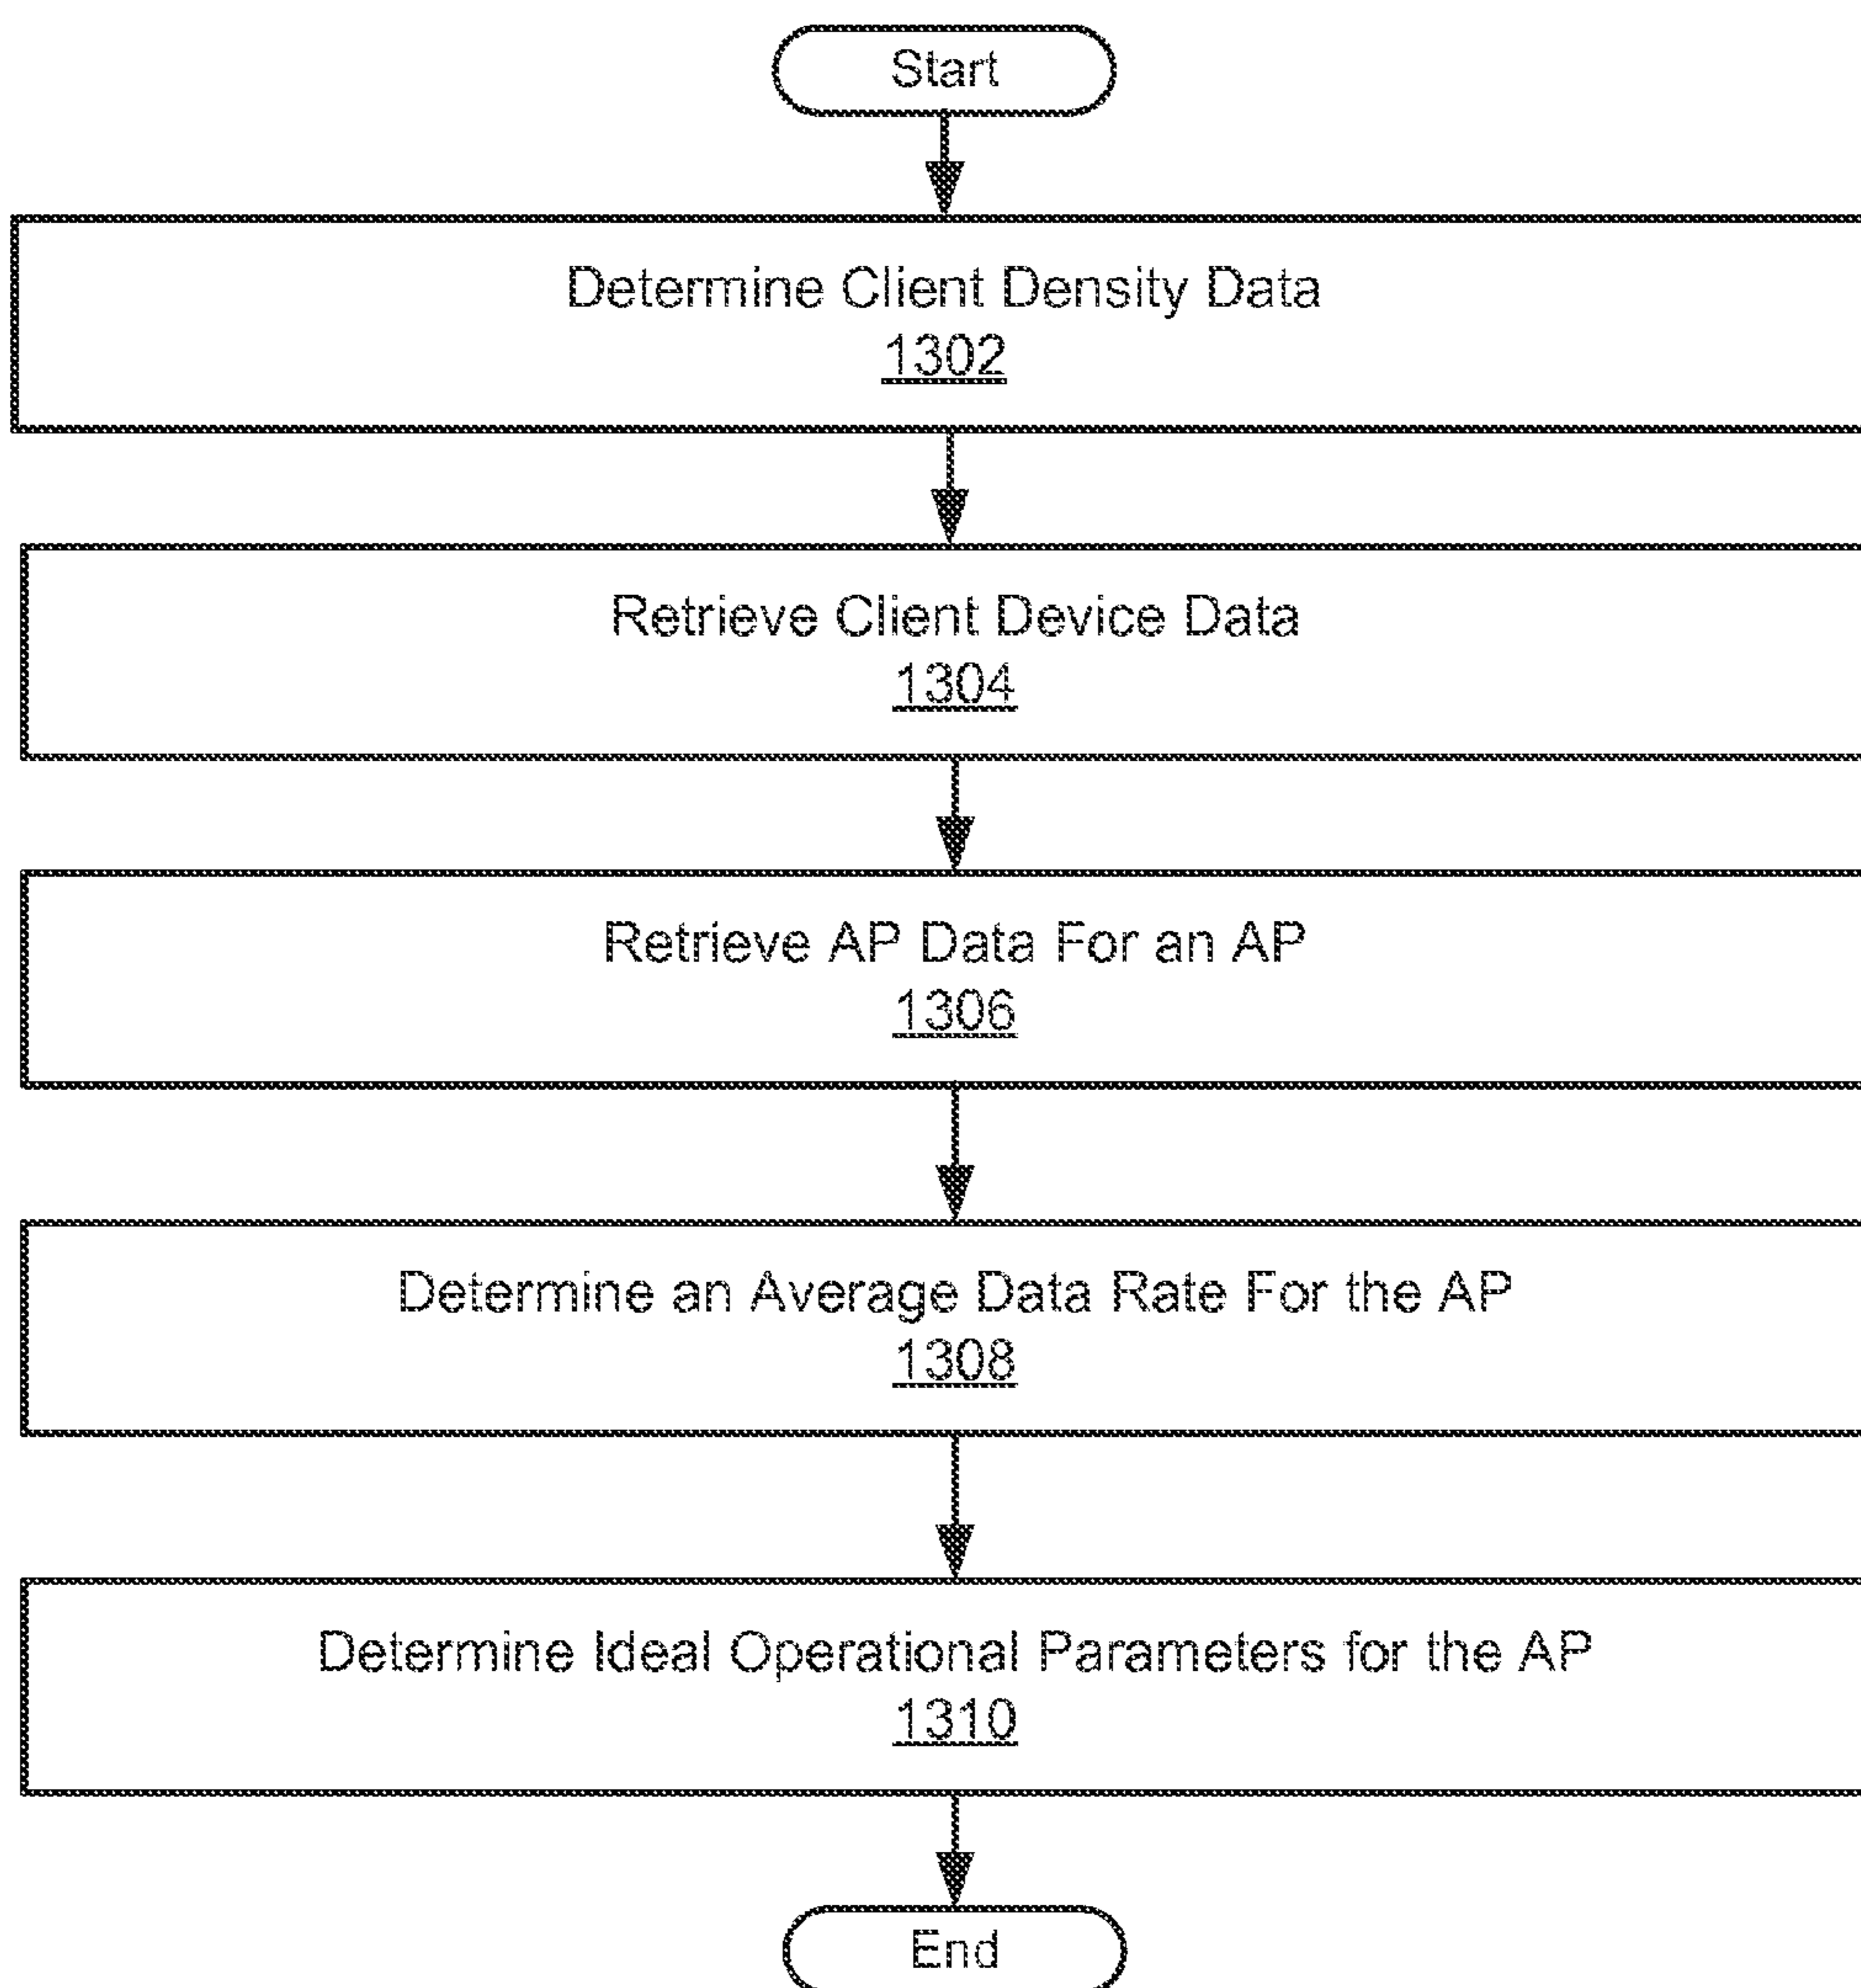 Start
Determine Client Density Data
1302
Retrieve Client Device Data
1304
Retrieve AP Data For an AP
1306
Determine an Average Data Rate For the AP
1308
Determine Ideal Operational Parameters for the AP
1310
End